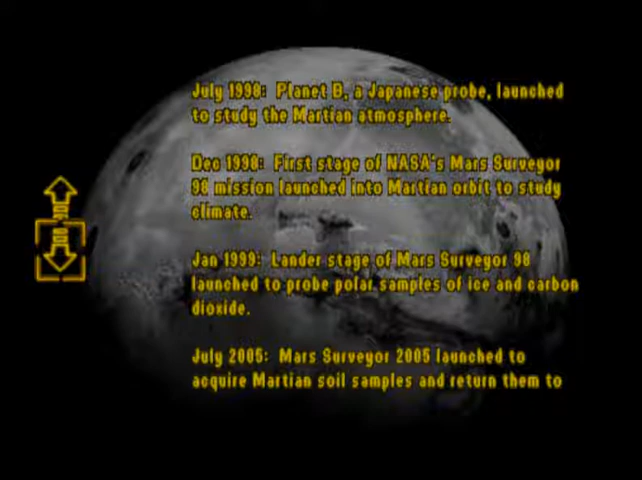 July 1998: Planet B, a Japanese probe, launched
to study the Martian atmosphere.
Dec 1998: First stage of NASA's Mars Surveyor
98 mission launched into Martian orbit to study
climate.
Jan 1999: Lander stage of Mars Surveyor 98
launched to probe polar samples of ice and carbon
dioxide.
July 2005: Mars Surveyor 2005 launched to
acquire Martian soil samples and return them to